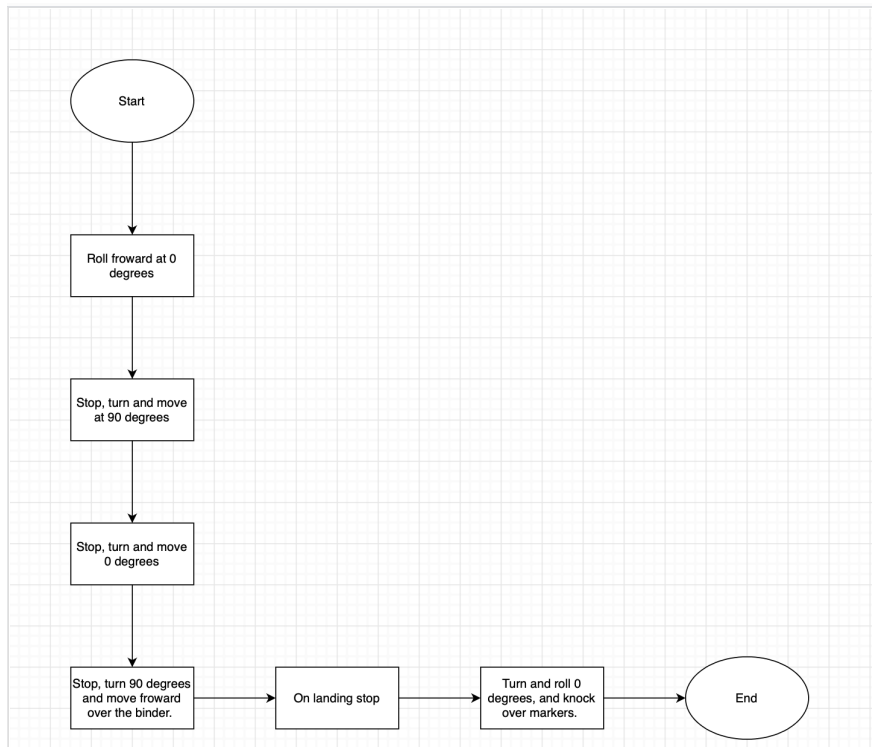 Start
Roll froward at 0
degrees
Stop, turn and move
at 90 degrees
Stop, turn and move
0 degrees
Stop, turn 90 degrees
and move froward
over the binder.
On landing stop
Turn and roll 0
degrees, and knock
over markers.
End